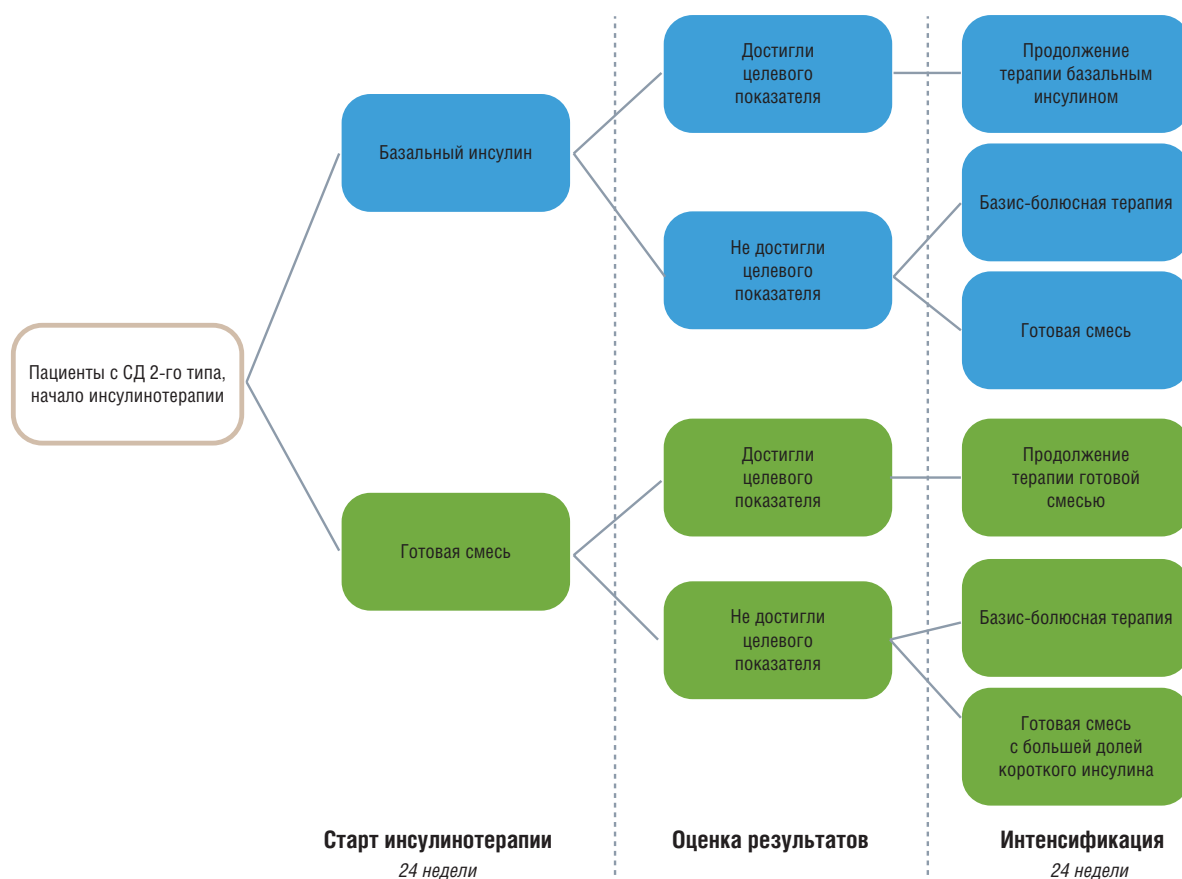 Пациенты с СД 2-го типа,
начало инсулинотерапии
Базальный инсулин
Достигли
целевого
показателя
Продолжение
терапии базальным
инсулином
Не достигли
целевого
показателя
Базис-болюсная терапия
Готовая смесь
Готовая смесь
Достигли
целевого
показателя
Продолжение
терапии готовой
смесью
Не достигли
целевого
показателя
Базис-болюсная терапия
Готовая смесь
с большей долей
короткого инсулина
Старт инсулинотерапии
24 недели
Оценка результатов
Интенсификация
24 недели